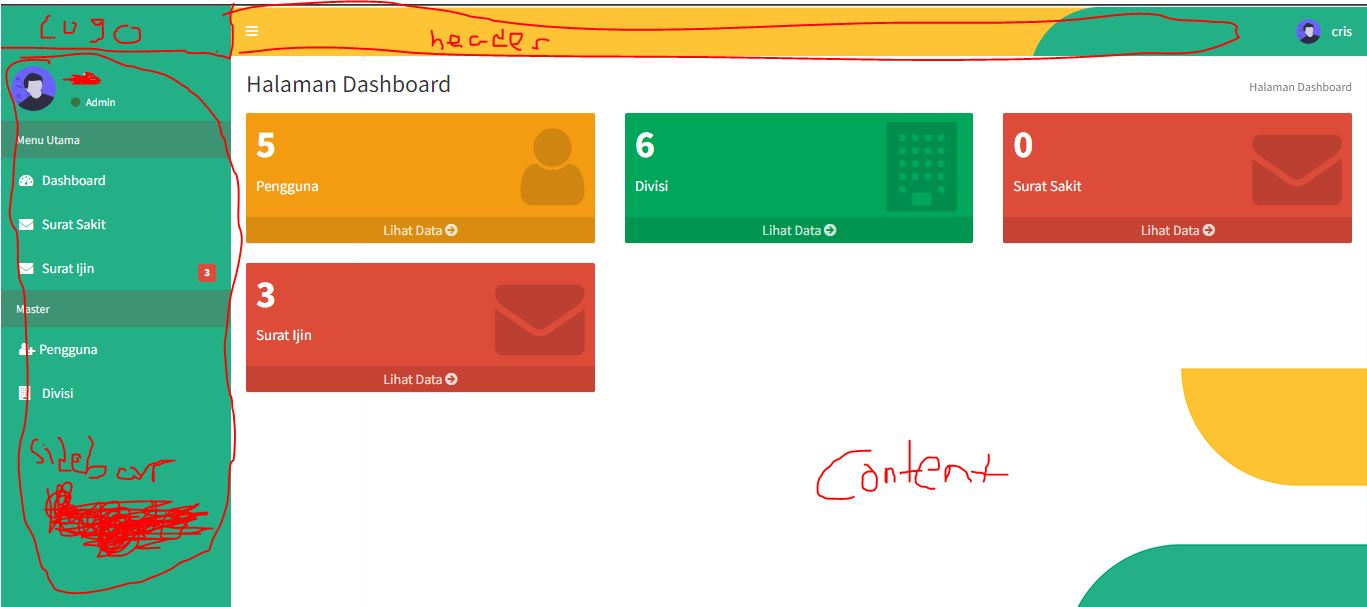 Logo
header
cris
Admin
Menu Utama
Dashboard
Surat Sakit
Surat Ijin 3
Master
Pengguna
Divisi
sidebar
Halaman Dashboard
Halaman Dashboard
5
Pengguna
Lihat Data
6
Divisi
Lihat Data
0
Surat Sakit
Lihat Data
3
Surat Ijin
Lihat Data
Content